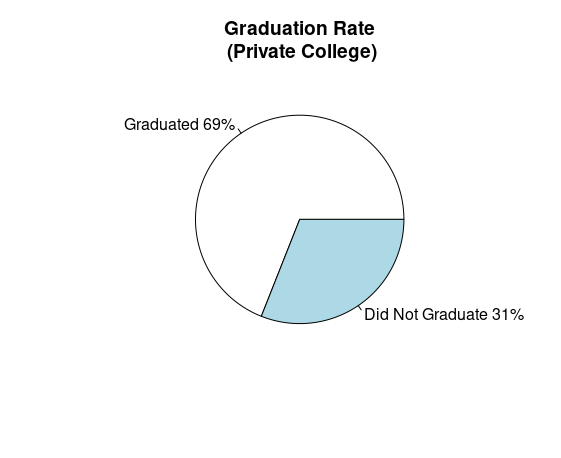 Graduation Rate
(Private College)
Graduated 69%
Did Not Graduate 31%